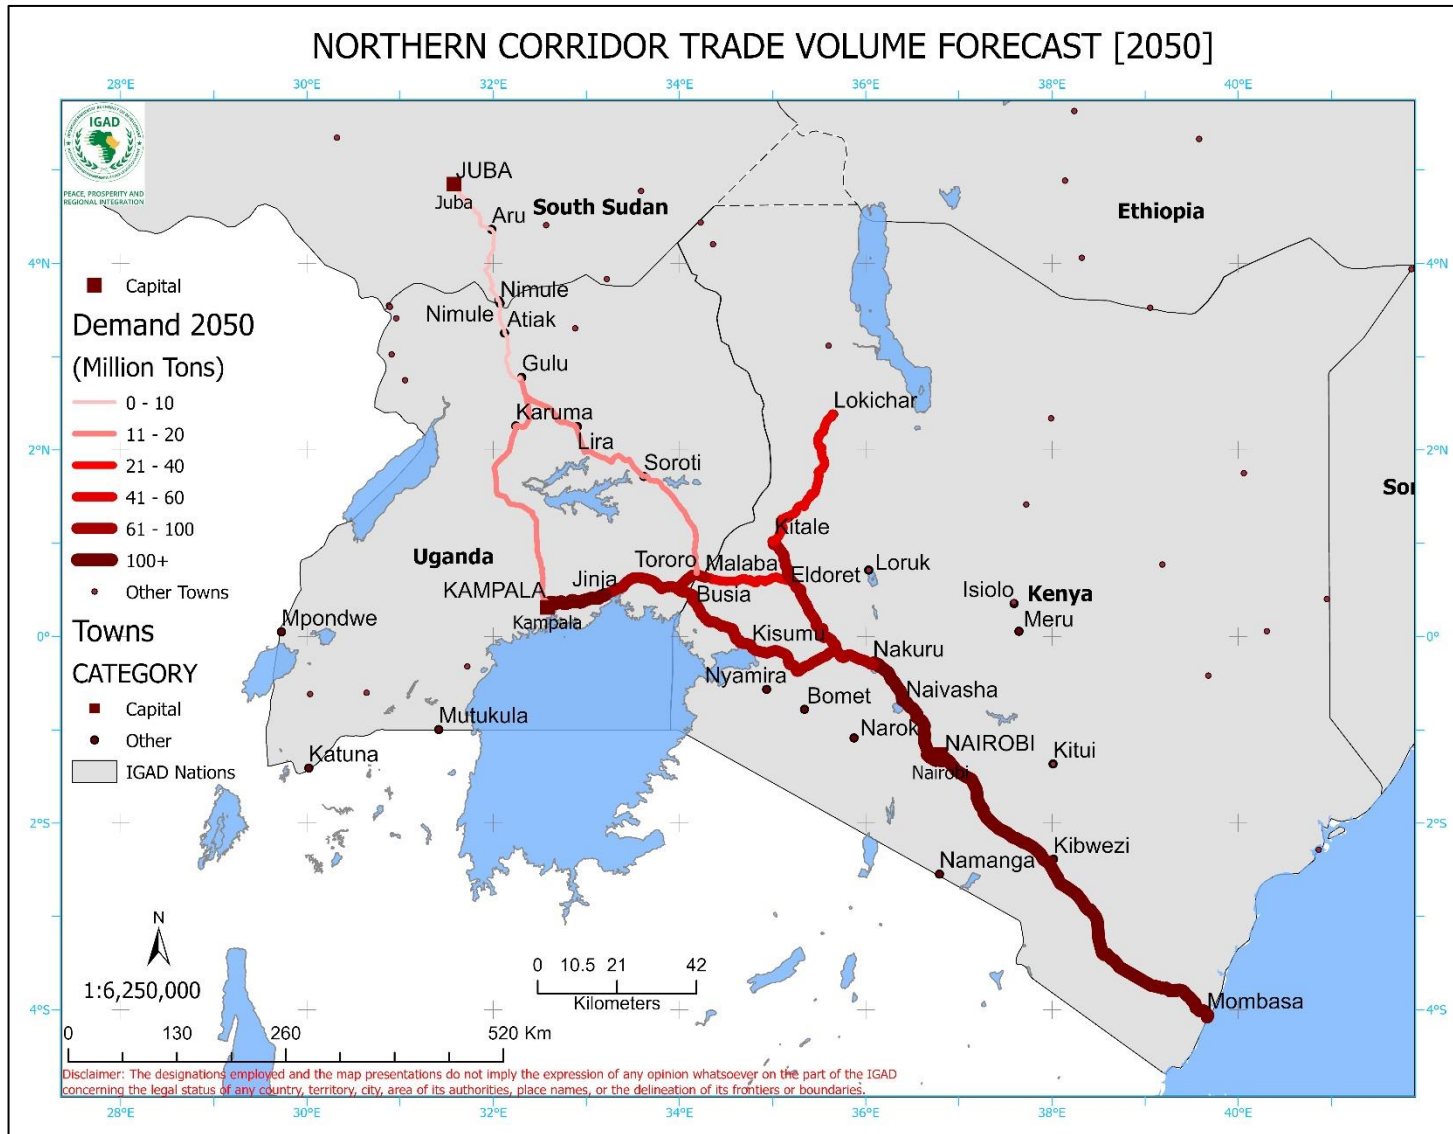 NORTHERN CORRIDOR TRADE VOLUME FORECAST [2050]
28°E 30°E 32°E 34°E 36°E 38°E 40°E
IGAD
PEACE, PROSPERITY AND
REGIONAL INTEGRATION
JUBA
Juba
Aru
South Sudan
Ethiopia
4°N
4°N
Capital
Nimule
Nimule
Atiak
Demand 2050
(Million Tons)
0 - 10
11 - 20
21 - 40
41 - 60
61 - 100
100+
Other Towns
Gulu
Karuma
Lira
Lokichar
2°N
2°N
Soroti
Sor
Kitale
Uganda
Tororo
Malaba
Eldoret
Loruk
KAMPALA
Jinja
Busia
Isiolo
Kenya
Meru
Kampala
Mpondwe
0°
0°
Towns
CATEGORY
Capital
Other
IGAD Nations
Kisumu
Nakuru
Nyamira
Bomet
Naivasha
Mutukula
Narok
NAIROBI
Nairobi
Kitui
Katuna
2°S
2°S
Kibwezi
Namanga
N
1:6,250,000
0 10.5 21 42
Kilometers
Mombasa
4°S
4°S
0 130 260 520 Km
Disclaimer: The designations employed and the map presentations do not imply the expression of any opinion whatsoever on the part of the IGAD
concerning the legal status of any country, territory, city, area of its authorities, place names, or the delineation of its frontiers or boundaries.
28°E 30°E 32°E 34°E 36°E 38°E 40°E